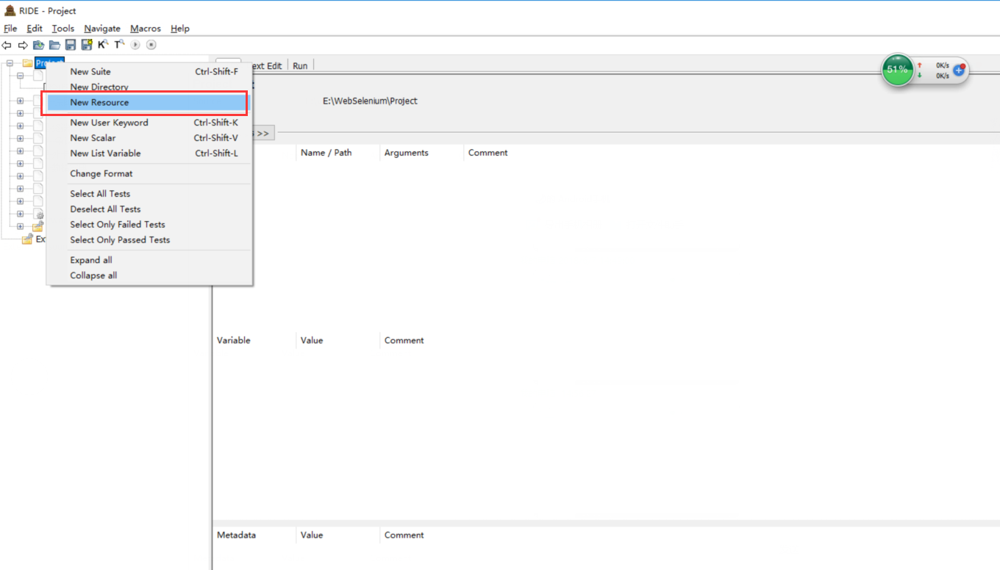 RIDE - Project
File Edit Tools Navigate Macros Help
Project
ext Edit Run
51% 0K/s
0K/s
New Suite Ctrl-Shift-F
New Directory
New Resource
E:\WebSelenium\Project
New User Keyword Ctrl-Shift-K
>>
New Scalar Ctrl-Shift-V
New List Variable Ctrl-Shift-L
Name / Path Arguments Comment
Change Format
Select All Tests
Deselect All Tests
Select Only Failed Tests
Select Only Passed Tests
Ex
Expand all
Collapse all
Variable Value Comment
Metadata Value Comment